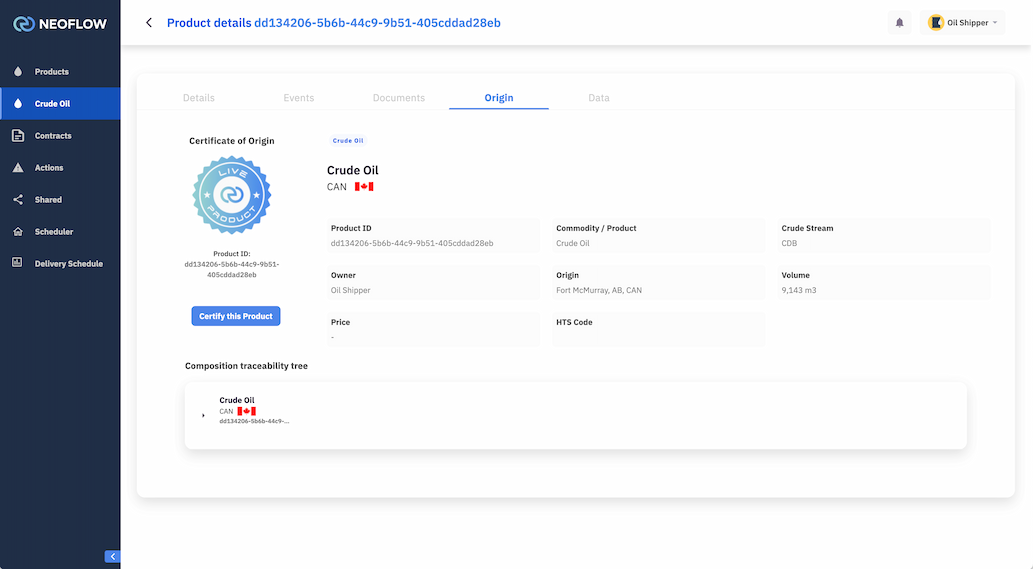 NEOFLOW
Product details dd134206-5b6b-44c9-9b51-405cddad28eb
Oil Shipper
Products
Crude Oil
Contracts
Actions
Shared
Scheduler
Delivery Schedule
Details
Events
Documents
Origin
Data
Certificate of Origin
LIVE
PRODUCT
Product ID:
dd134206-5b6b-44c9-9b51-
405cddad28eb
Certify this Product
Crude Oil
Crude Oil
CAN
Product ID
dd134206-5b6b-44c9-9b51-405cddad28eb
Commodity / Product
Crude Oil
Crude Stream
CDB
Owner
Oil Shipper
Origin
Fort McMurray, AB, CAN
Volume
9,143 m3
Price
-
HTS Code
Composition traceability tree
Crude Oil
CAN
dd134206-5b6b-44c9-...